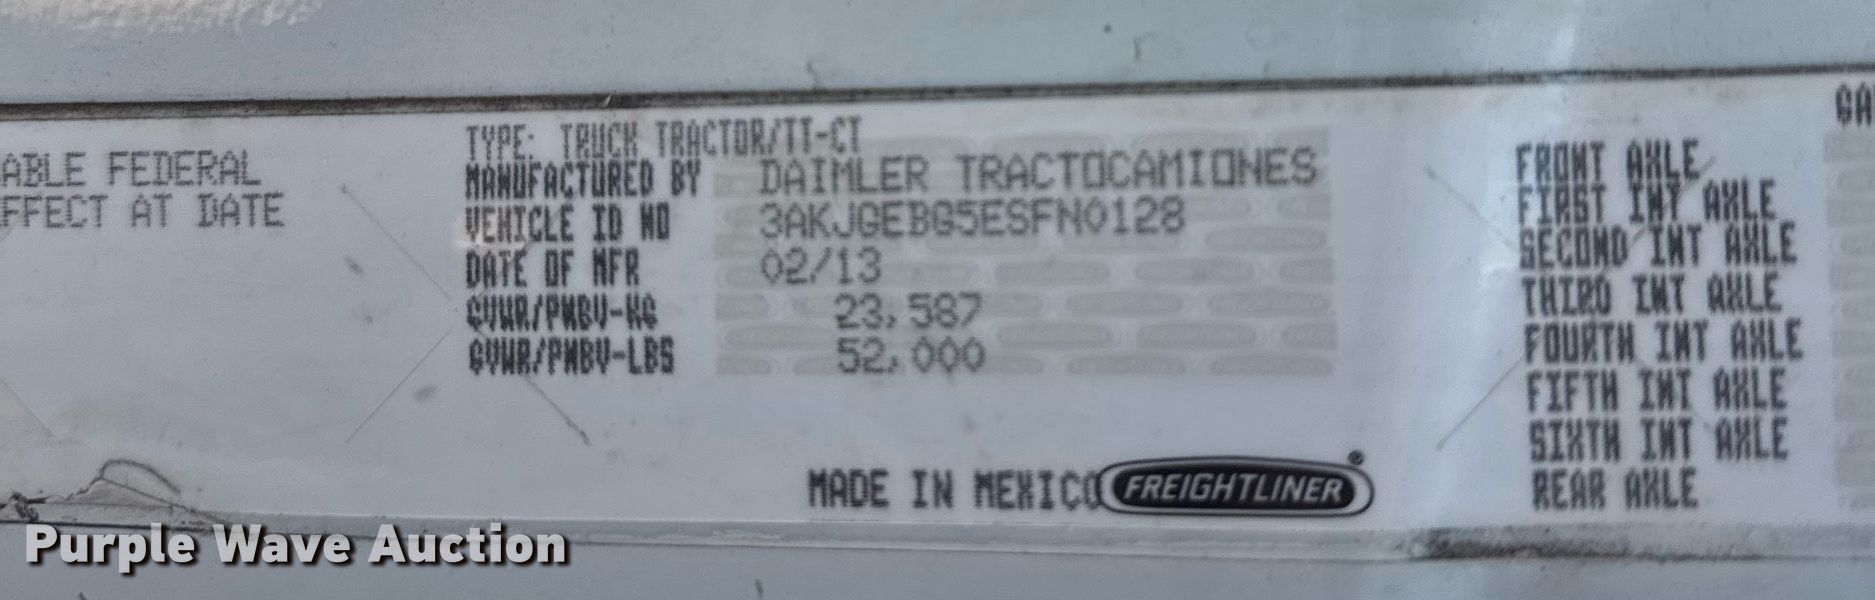 ABLE FEDERAL
FFECT AT DATE
TYPE: TRUCK TRACTOR/TT-CT
MANUFACTURED BY DAIMLER TRACTOCAMIONES
VEHICLE ID NO 3AKJGEBG5ESFN0128
DATE OF MFR 02/13
GVWR/PNBV-KG 23,587
GVWR/PNBV-LBS 52,000
MADE IN MEXICO FREIGHTLINER®
GA
FRONT AXLE
FIRST INT AXLE
SECOND INT AXLE
THIRD INT AXLE
FOURTH INT AXLE
FIFTH INT AXLE
SIXTH INT AXLE
REAR AXLE
Purple Wave Auction